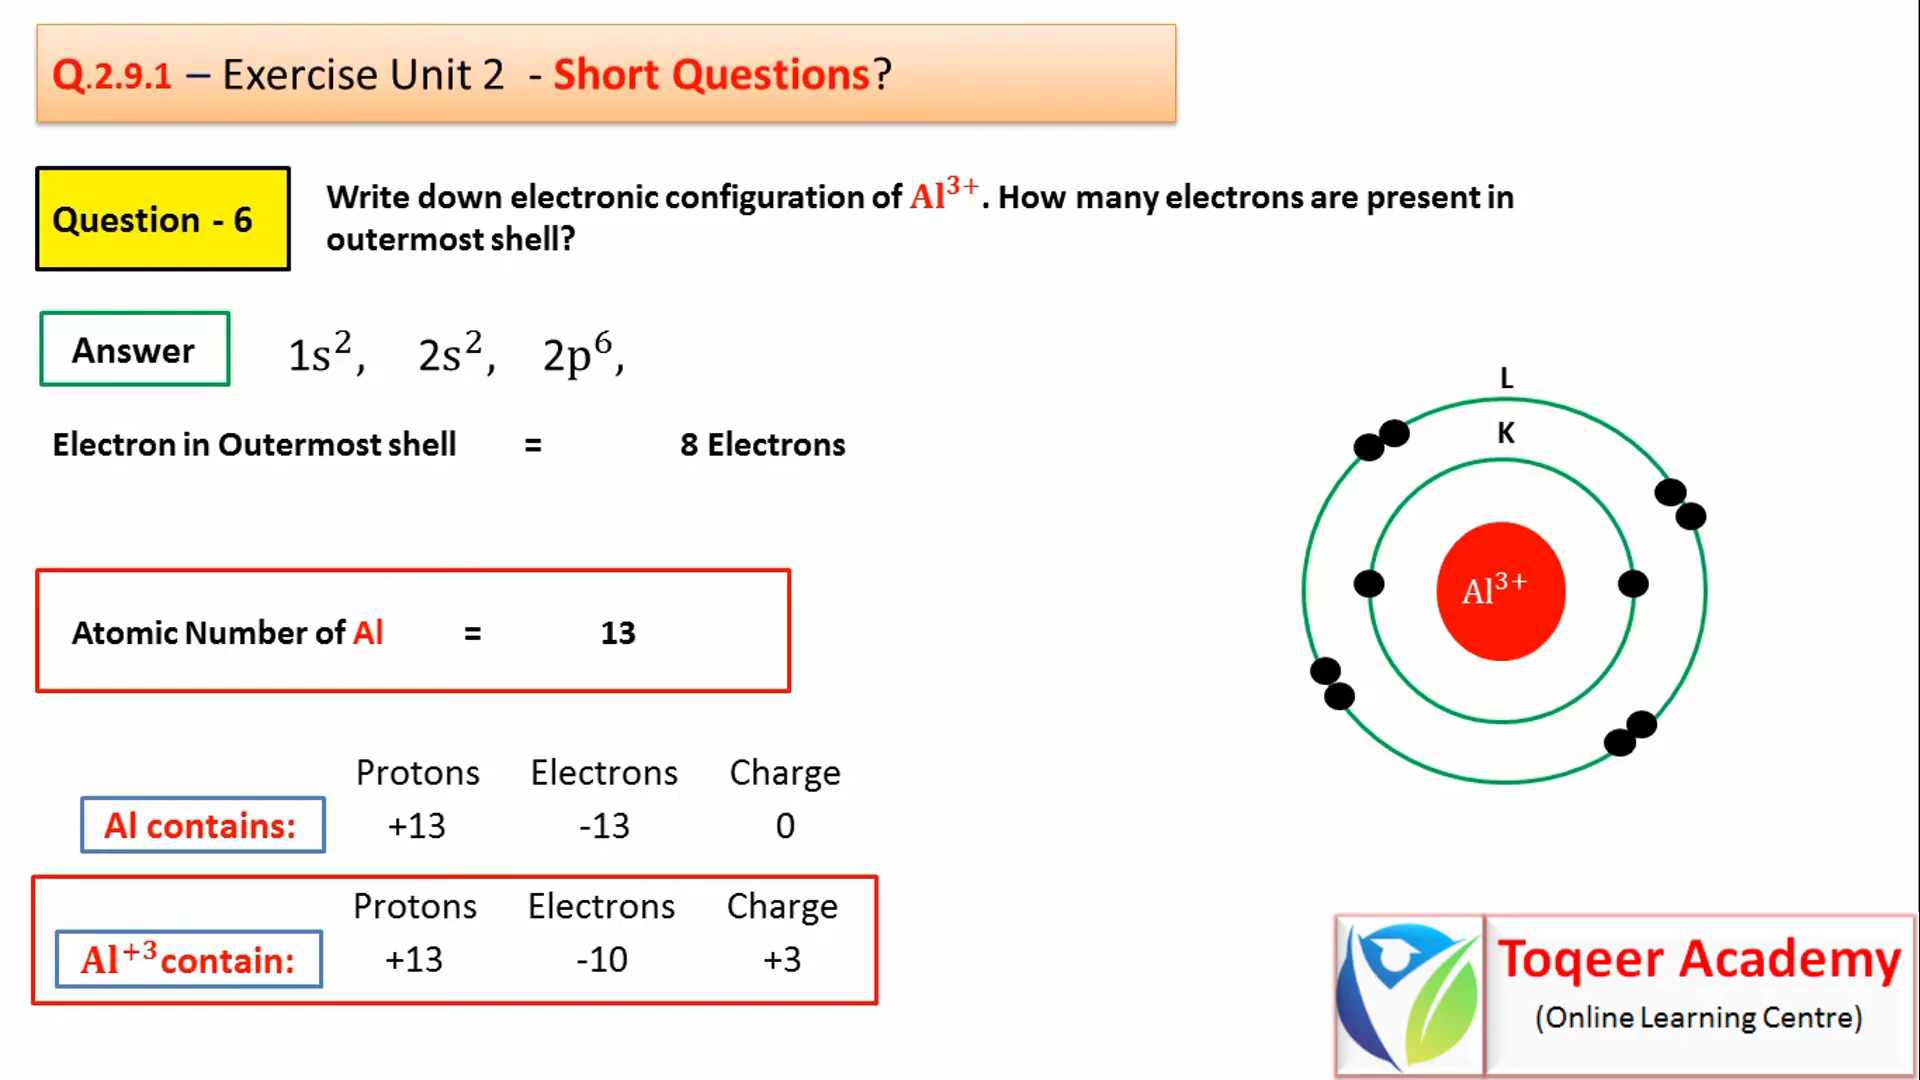 Q.2.9.1 – Exercise Unit 2 - Short Questions?
Question - 6
Write down electronic configuration of Al³⁺. How many electrons are present in
outermost shell?
Answer 1s², 2s², 2p⁶,
Electron in Outermost shell = 8 Electrons
L
K
Al³⁺
Atomic Number of Al = 13
Protons Electrons Charge
Al contains: +13 -13 0
Protons Electrons Charge
Al⁺³contain: +13 -10 +3
Toqeer Academy
(Online Learning Centre)